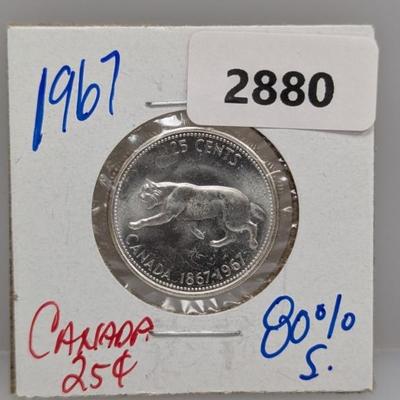 1967
2880
25 CENTS
CANADA 1867-1967
CANADA
25¢
80%
S.